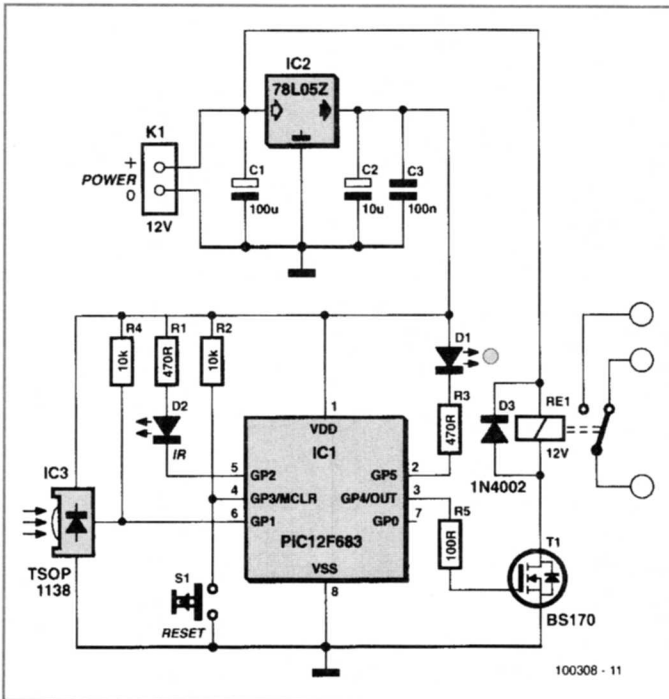 IC2
78L05Z
K1
+
POWER
0
12V
C1
100u
C2
10u
C3
100n
R4
10k
R1
470R
R2
10k
D1
D2
IR
R3
470R
D3
1N4002
RE1
12V
1
VDD
IC1
5
GP2
GP5
2
4
GP3/MCLR
GP4/OUT
3
6
GP1
GP0
7
PIC12F683
VSS
8
IC3
TSOP
1138
S1
RESET
R5
100R
T1
BS170
100308 - 11